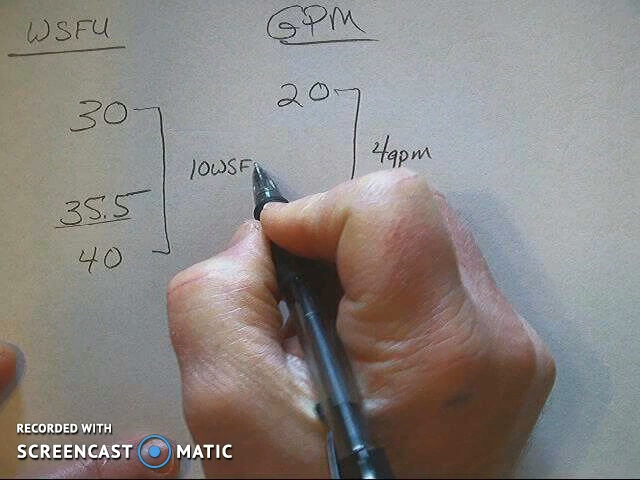 WSFU GPM
30 20
10WSF 4gpm
35.5
40
RECORDED WITH
SCREENCAST MATIC